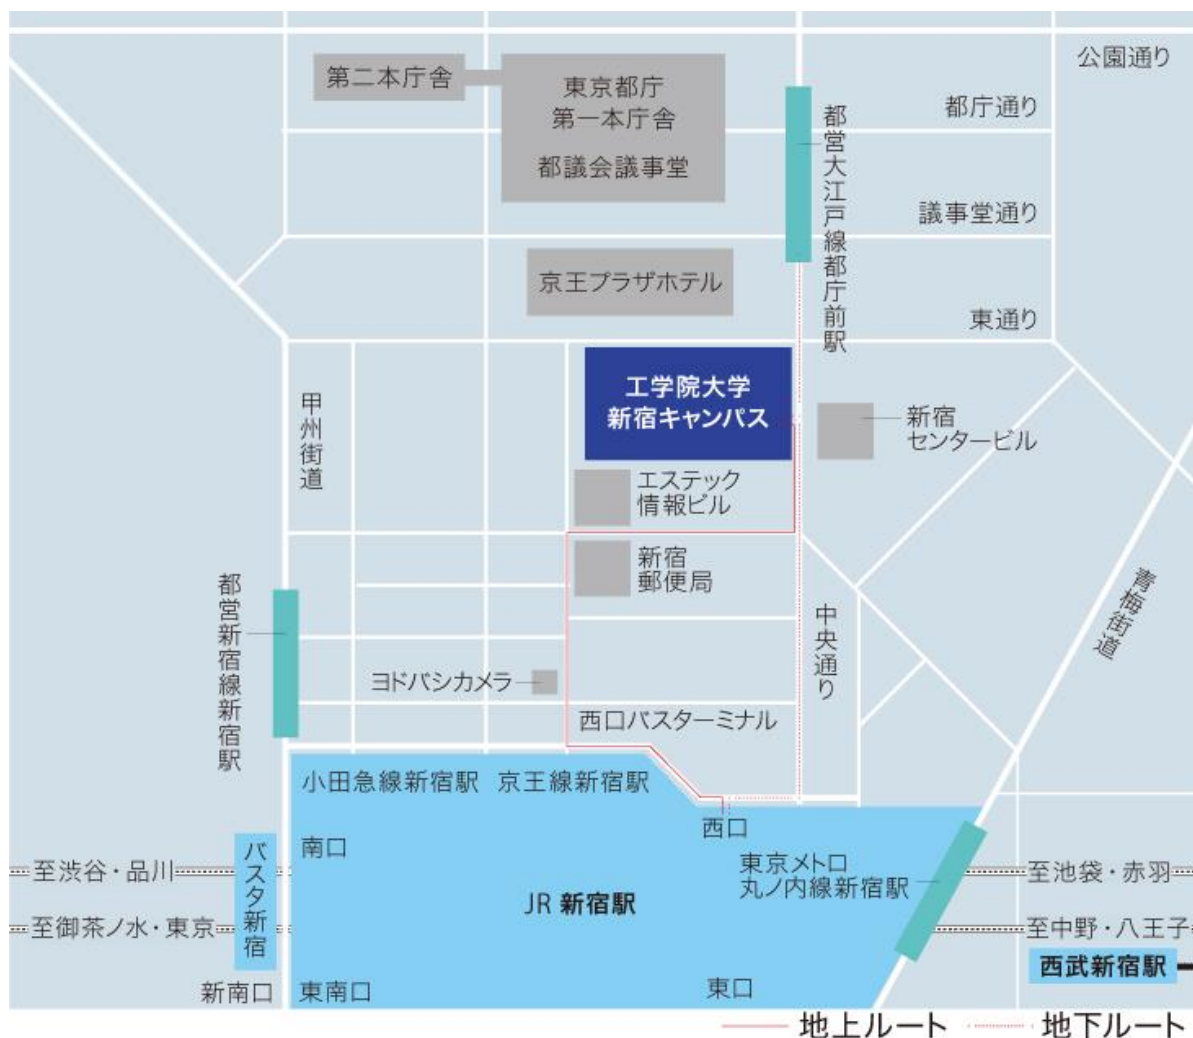 公園通り
第二本庁舎
東京都庁
第一本庁舎
都議会議事堂
都庁通り
都営大江戸線都庁前駅
議事堂通り
京王プラザホテル
東通り
工学院大学
新宿キャンパス
甲州街道
新宿
センタービル
エステック
情報ビル
新宿
郵便局
青梅街道
都営新宿線新宿駅
中央通り
ヨドバシカメラ
西口バスターミナル
小田急線新宿駅
京王線新宿駅
西口
南口
バスタ新宿
至渋谷・品川
東京メトロ
丸ノ内線新宿駅
至池袋・赤羽
JR 新宿駅
至御茶ノ水・東京
至中野・八王子
西武新宿駅
新南口
東南口
東口
地上ルート
地下ルート